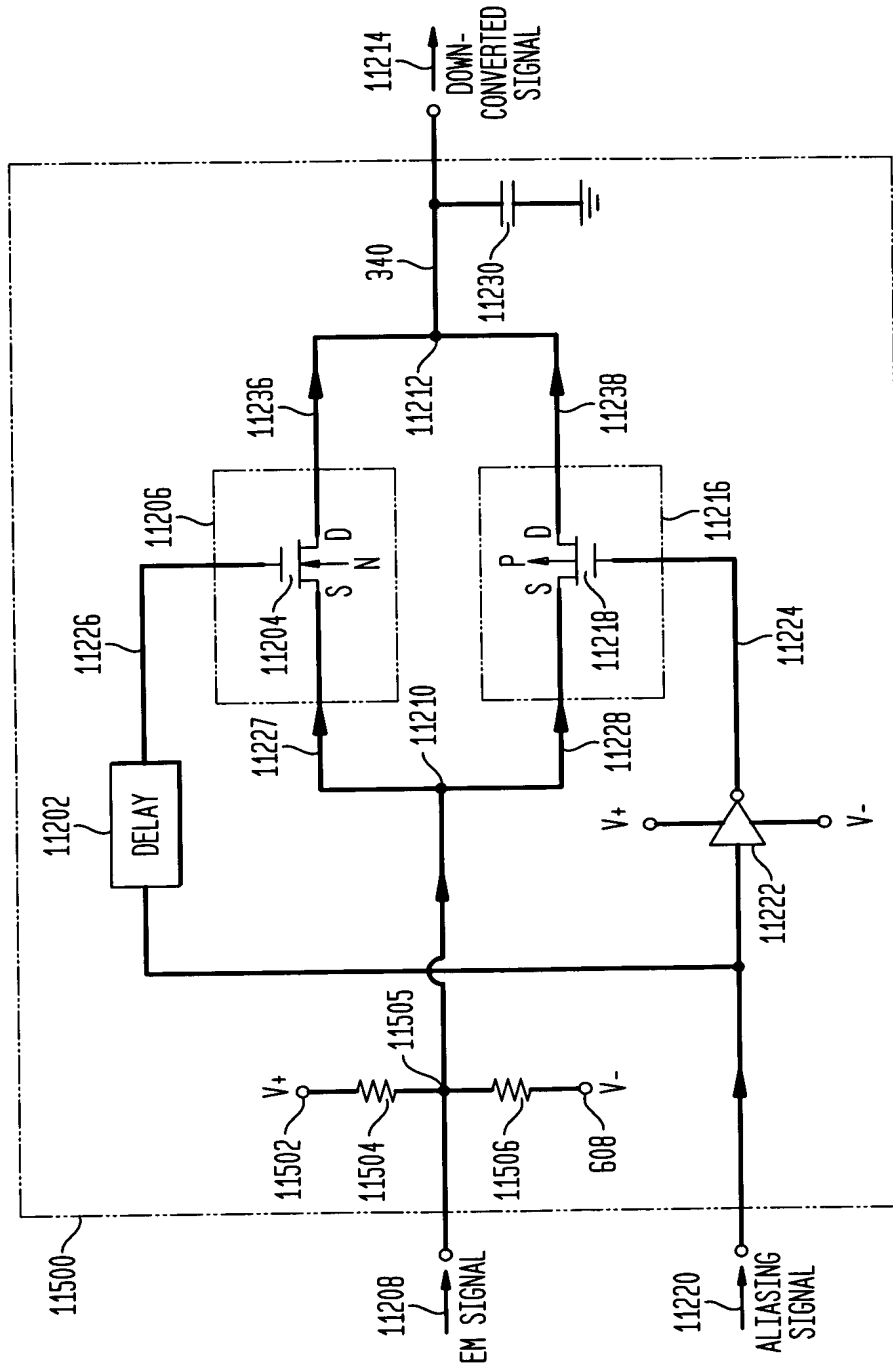 11500
11208
EM SIGNAL
11220
ALIASING
SIGNAL
V+
11502
11504
11505
11506
608
V-
11202
DELAY
11226
11206
11204
S
N
D
11227
11210
11228
11236
11212
340
11230
11214
DOWN-
CONVERTED
SIGNAL
11238
11216
P
S
D
11218
11224
V+
11222
V-